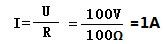 I= U/R = 100V/100Ω =1A